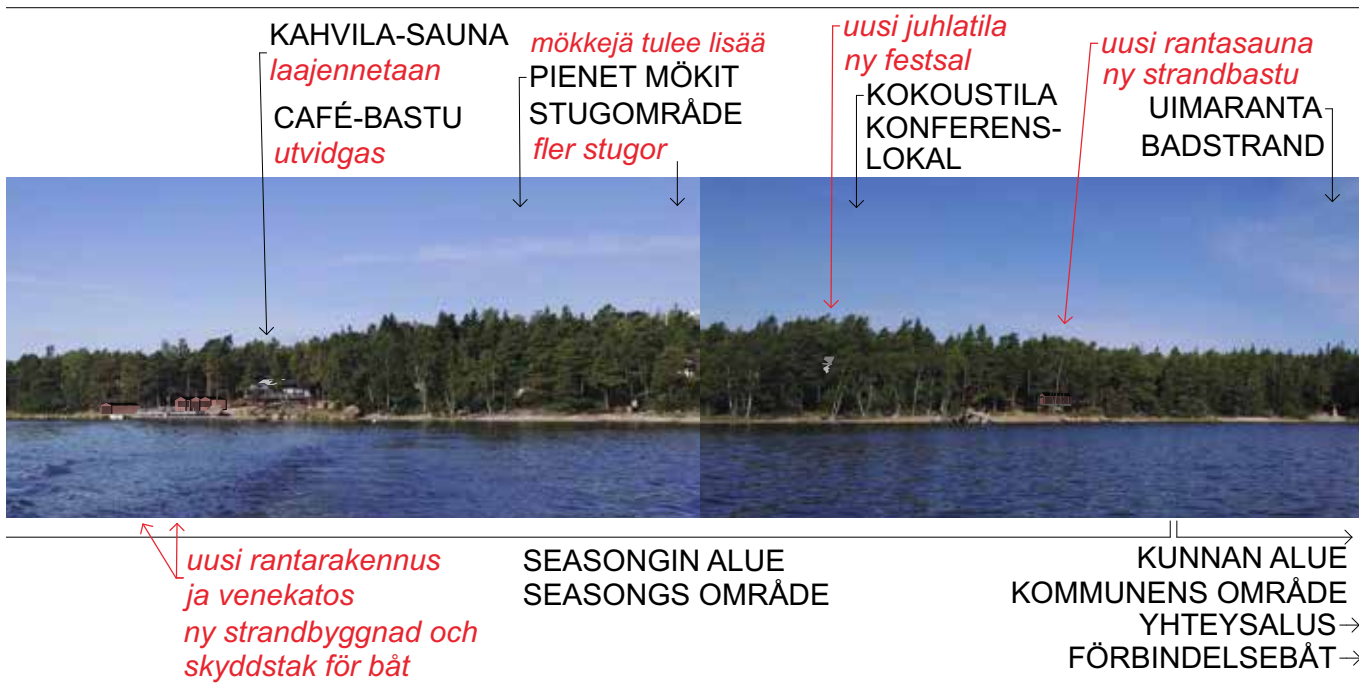 KAHVILA-SAUNA
laajennetaan
CAFÉ-BASTU
utvidgas
mökkejä tulee lisää
PIENET MÖKIT
STUGOMRÅDE
fler stugor
uusi juhlatila
ny festsal
KOKOUSTILA
KONFERENS-
LOKAL
uusi rantasauna
ny strandbastu
UIMARANTA
BADSTRAND
uusi rantarakennus
ja venekatos
ny strandbyggnad och
skyddstak för båt
SEASONGIN ALUE
SEASONGS OMRÅDE
KUNNAN ALUE
KOMMUNENS OMRÅDE
YHTEYSALUS
FÖRBINDELSEBÅT